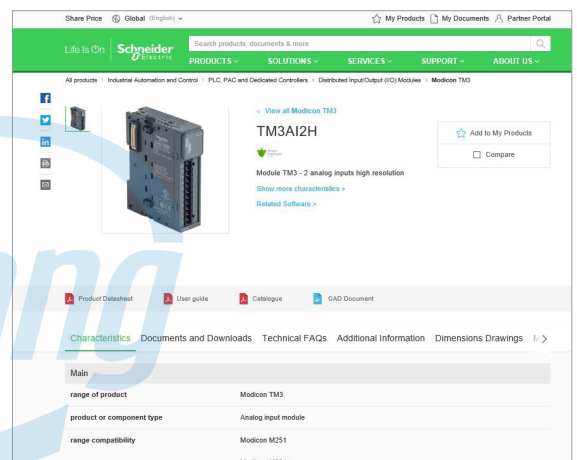 Share Price Global (English) My Products My Documents Partner Portal
Life Is On Schneider Electric
Search products, documents & more
PRODUCTS SOLUTIONS SERVICES SUPPORT ABOUT US
All products > Industrial Automation and Control > PLC, PAC and Dedicated Controllers > Distributed Input/Output (I/O) Modules > Modicon TM3
< View all Modicon TM3
TM3AI2H
Add to My Products
Compare
Module TM3 - 2 analog inputs high resolution
Show more characteristics >
Related Software >
Product Datasheet User guide Catalogue CAD Document
Characteristics Documents and Downloads Technical FAQs Additional Information Dimensions Drawings
Main
range of product Modicon TM3
product or component type Analog input module
range compatibility Modicon M251